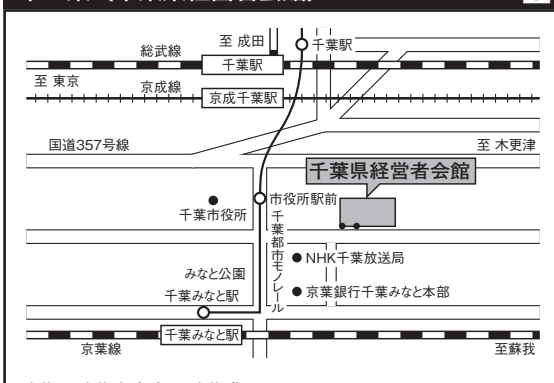 至 成田
千葉駅
総武線
千葉駅
至 東京
京成線
京成千葉駅
国道357号線
至 木更津
千葉県経営者会館
市役所駅前
千葉市役所
千葉都市モノレール
NHK千葉放送局
みなと公園
千葉みなと駅
京葉銀行千葉みなと本部
千葉みなと駅
京葉線
至蘇我